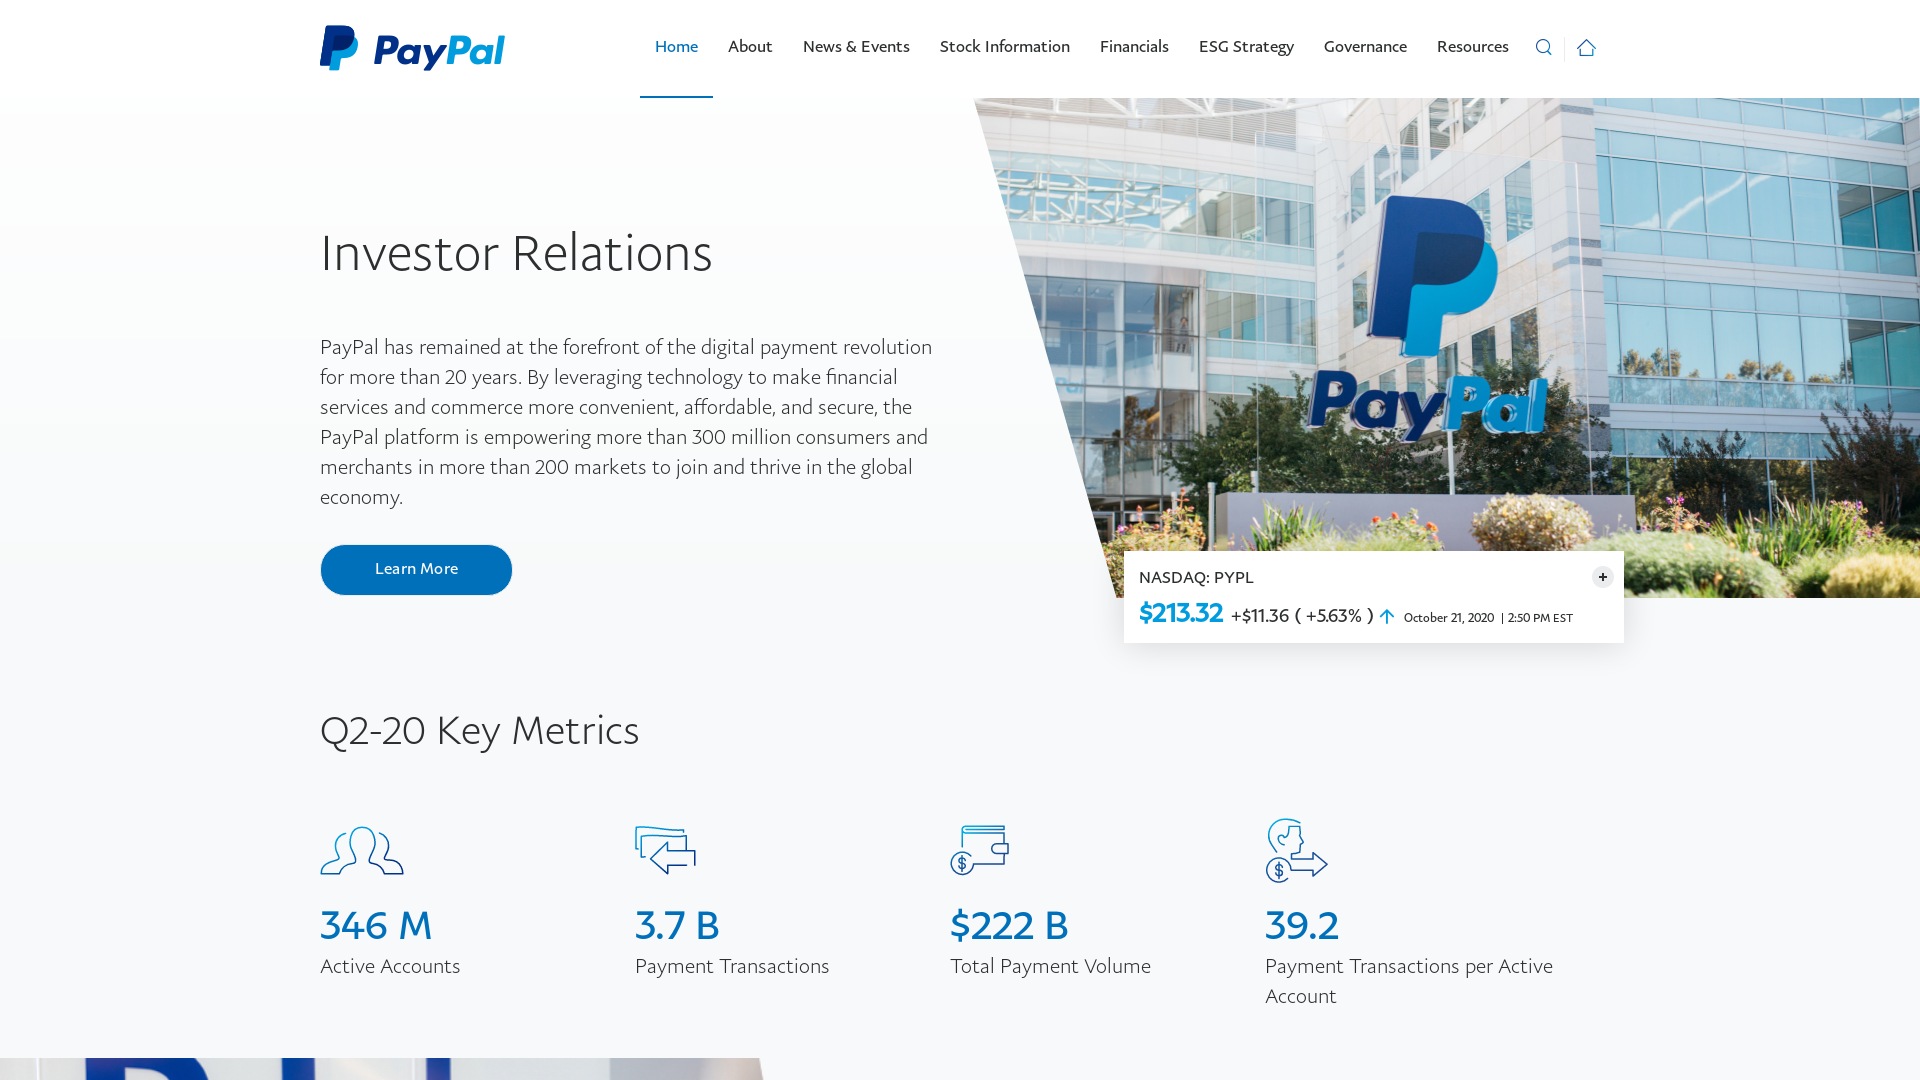 PayPal
Home
About
News & Events
Stock Information
Financials
ESG Strategy
Governance
Resources
Investor Relations
PayPal has remained at the forefront of the digital payment revolution
for more than 20 years. By leveraging technology to make financial
services and commerce more convenient, affordable, and secure, the
PayPal platform is empowering more than 300 million consumers and
merchants in more than 200 markets to join and thrive in the global
economy.
Learn More
PayPal
NASDAQ: PYPL
$213.32 +$11.36 ( +5.63% ) October 21, 2020 | 2:50 PM EST
Q2-20 Key Metrics
346 M
Active Accounts
3.7 B
Payment Transactions
$222 B
Total Payment Volume
39.2
Payment Transactions per Active
Account